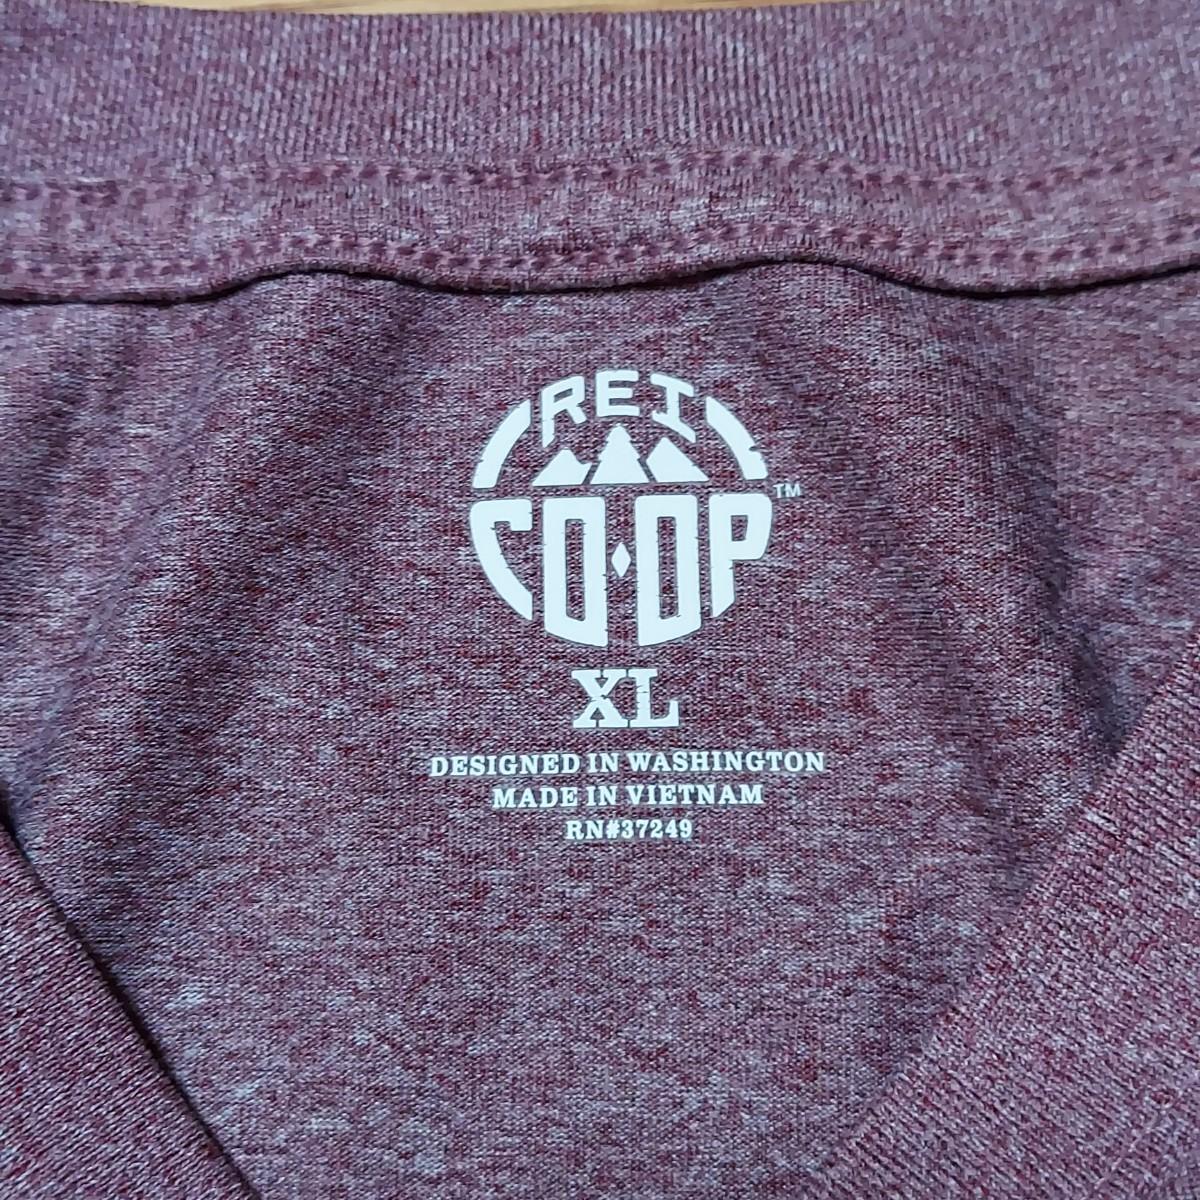 REI
CO·OP™
XL
DESIGNED IN WASHINGTON
MADE IN VIETNAM
RN#37249